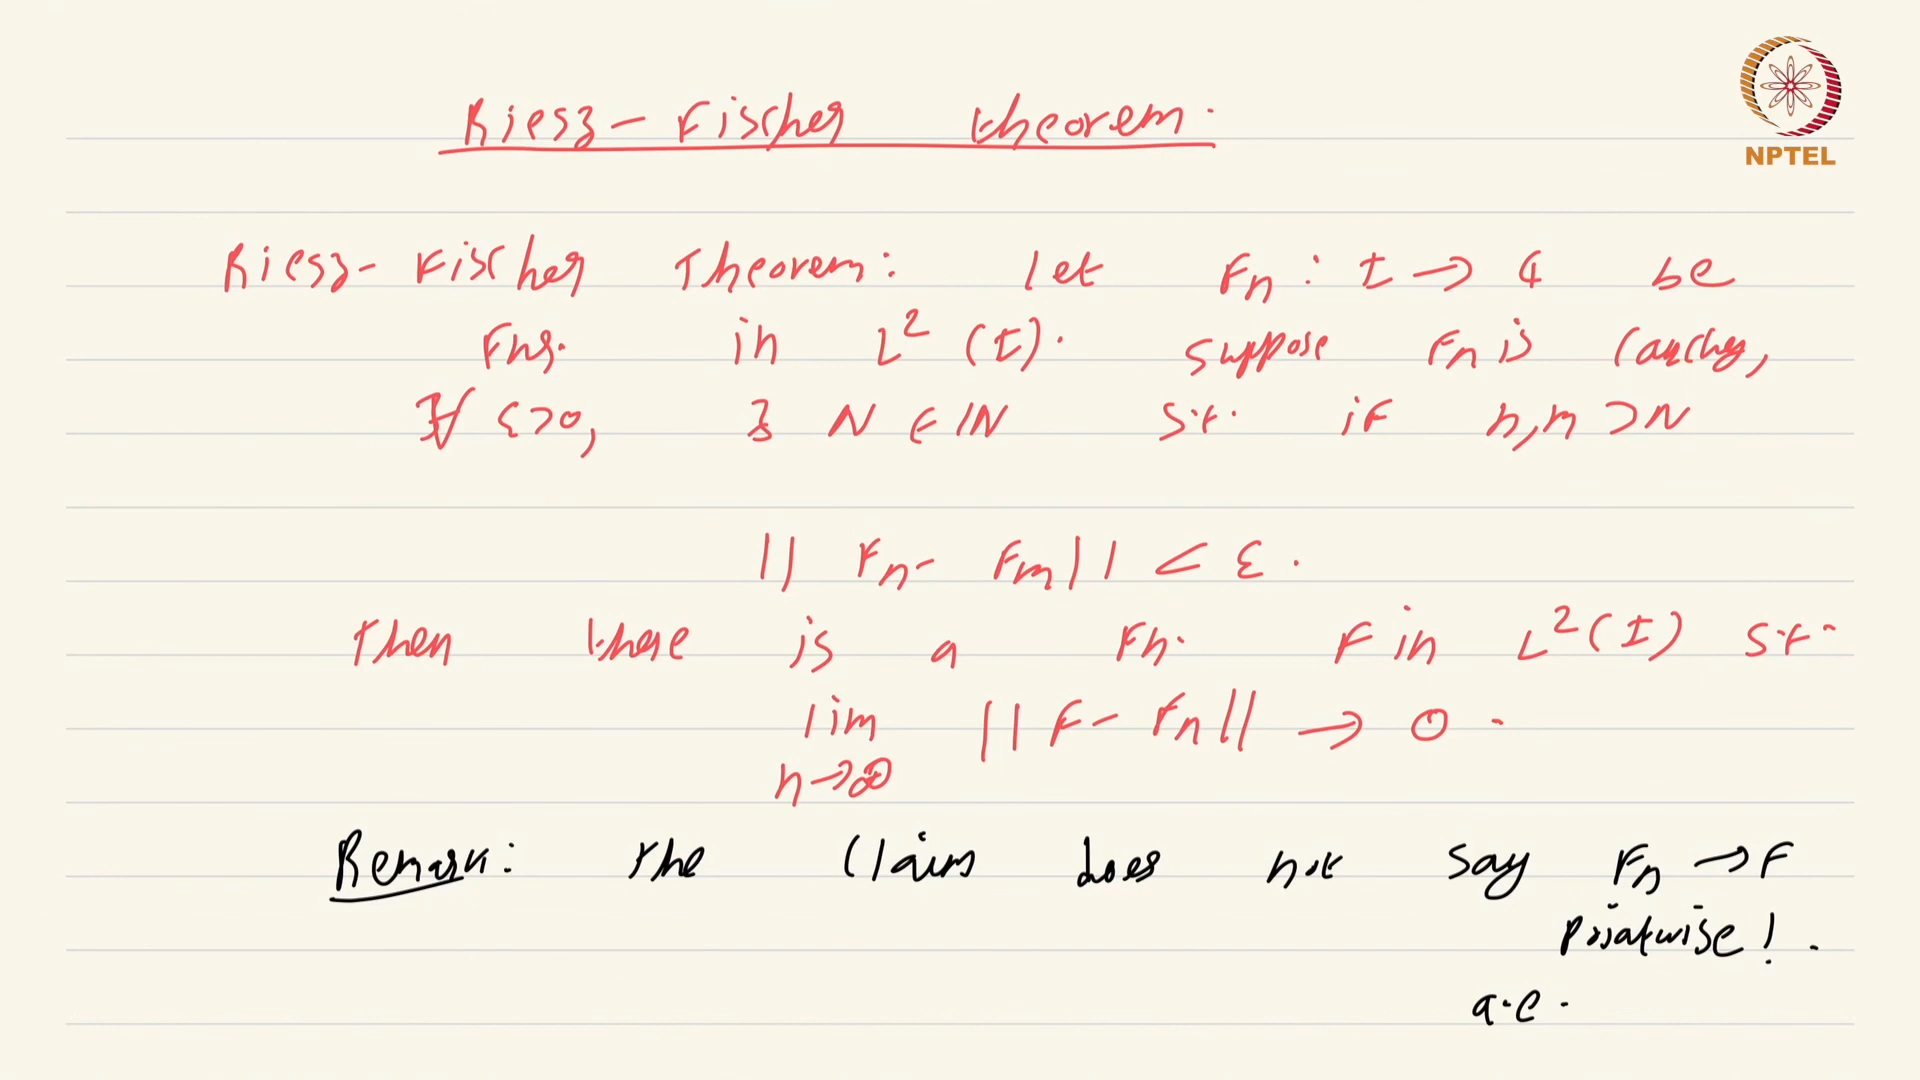 Riesz-Fischer theorem.
NPTEL
Riesz-Fischer Theorem: Let Fn : I → ℂ be
Fns. in L² (I). Suppose Fn is Cauchy,
∀ ε>0, ∃ N ∈ ℕ s.t. if n,m >N
|| Fn - Fm || < ε.
Then there is a Fn. F in L²(I) s.t.
lim || F - Fn || → 0.
n→∞
Remark: The Claim does not say Fn → F
pointwise!.
a.e.